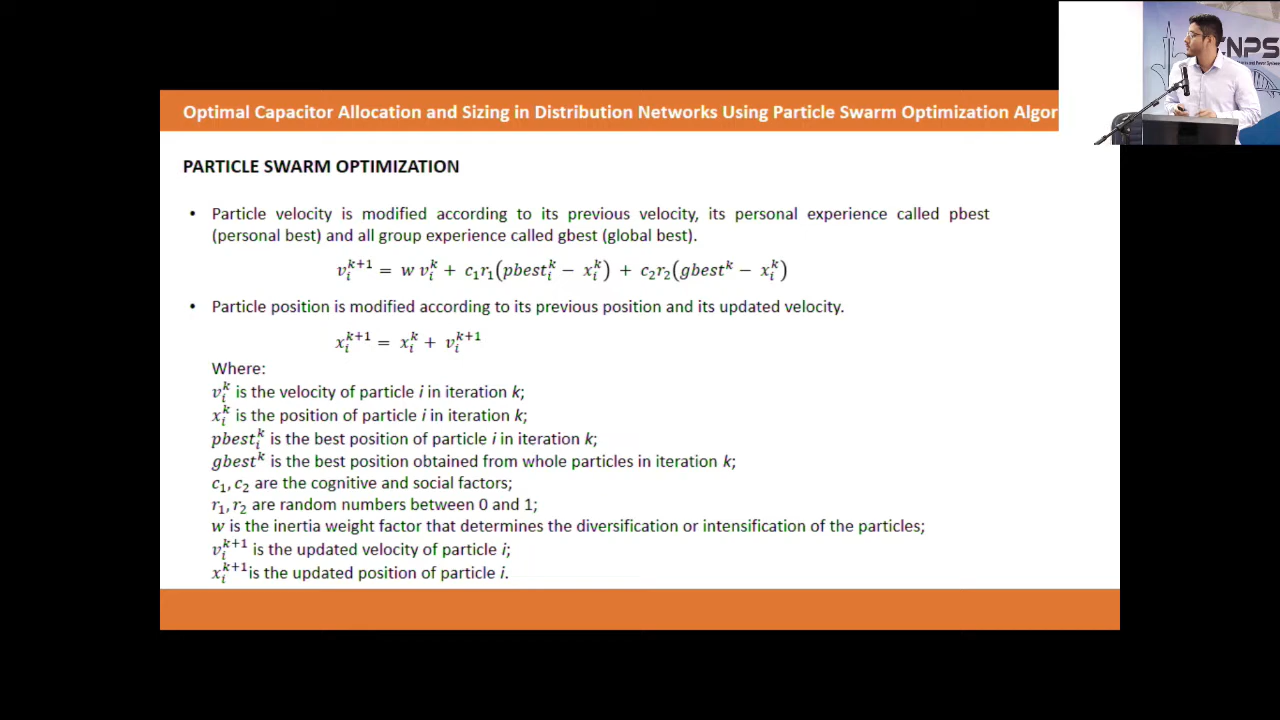 Optimal Capacitor Allocation and Sizing in Distribution Networks Using Particle Swarm Optimization Algor
PARTICLE SWARM OPTIMIZATION
• Particle velocity is modified according to its previous velocity, its personal experience called pbest
(personal best) and all group experience called gbest (global best).
v_i^{k+1} = w v_i^k + c_1r_1(pbest_i^k − x_i^k) + c_2r_2(gbest^k − x_i^k)
• Particle position is modified according to its previous position and its updated velocity.
x_i^{k+1} = x_i^k + v_i^{k+1}
Where:
v_i^k is the velocity of particle i in iteration k;
x_i^k is the position of particle i in iteration k;
pbest_i^k is the best position of particle i in iteration k;
gbest^k is the best position obtained from whole particles in iteration k;
c_1, c_2 are the cognitive and social factors;
r_1, r_2 are random numbers between 0 and 1;
w is the inertia weight factor that determines the diversification or intensification of the particles;
v_i^{k+1} is the updated velocity of particle i;
x_i^{k+1} is the updated position of particle i.
NPS